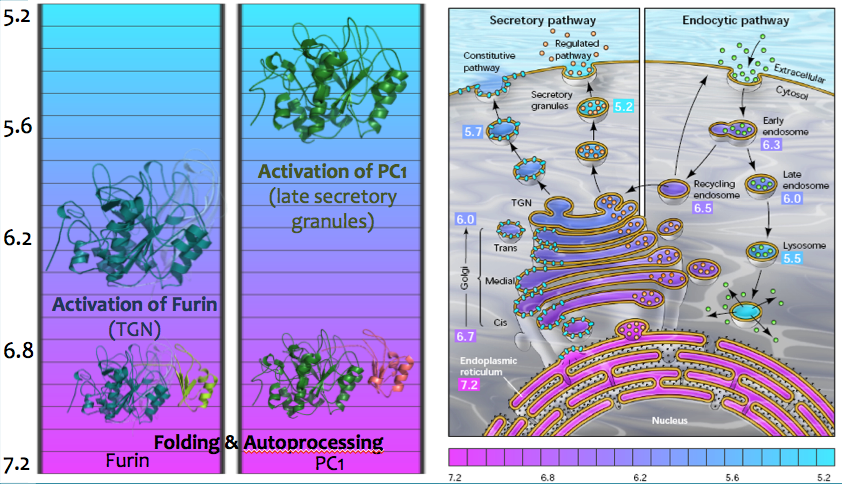 5.2
5.6
6.2
6.8
7.2
Activation of Furin
(TGN)
Activation of PC1
(late secretory
granules)
Folding & Autoprocessing
Furin
PC1
Secretory pathway
Endocytic pathway
Constitutive
pathway
Regulated
pathway
Secretory
granules
5.2
5.7
Extracellular
Cytosol
Early
endosome
6.3
Late
endosome
6.0
Recycling
endosome
6.5
Lysosome
5.5
TGN
6.0
Trans
Golgi
Medial
Cis
6.7
Endoplasmic
reticulum
7.2
Nucleus
7.2
6.8
6.2
5.6
5.2